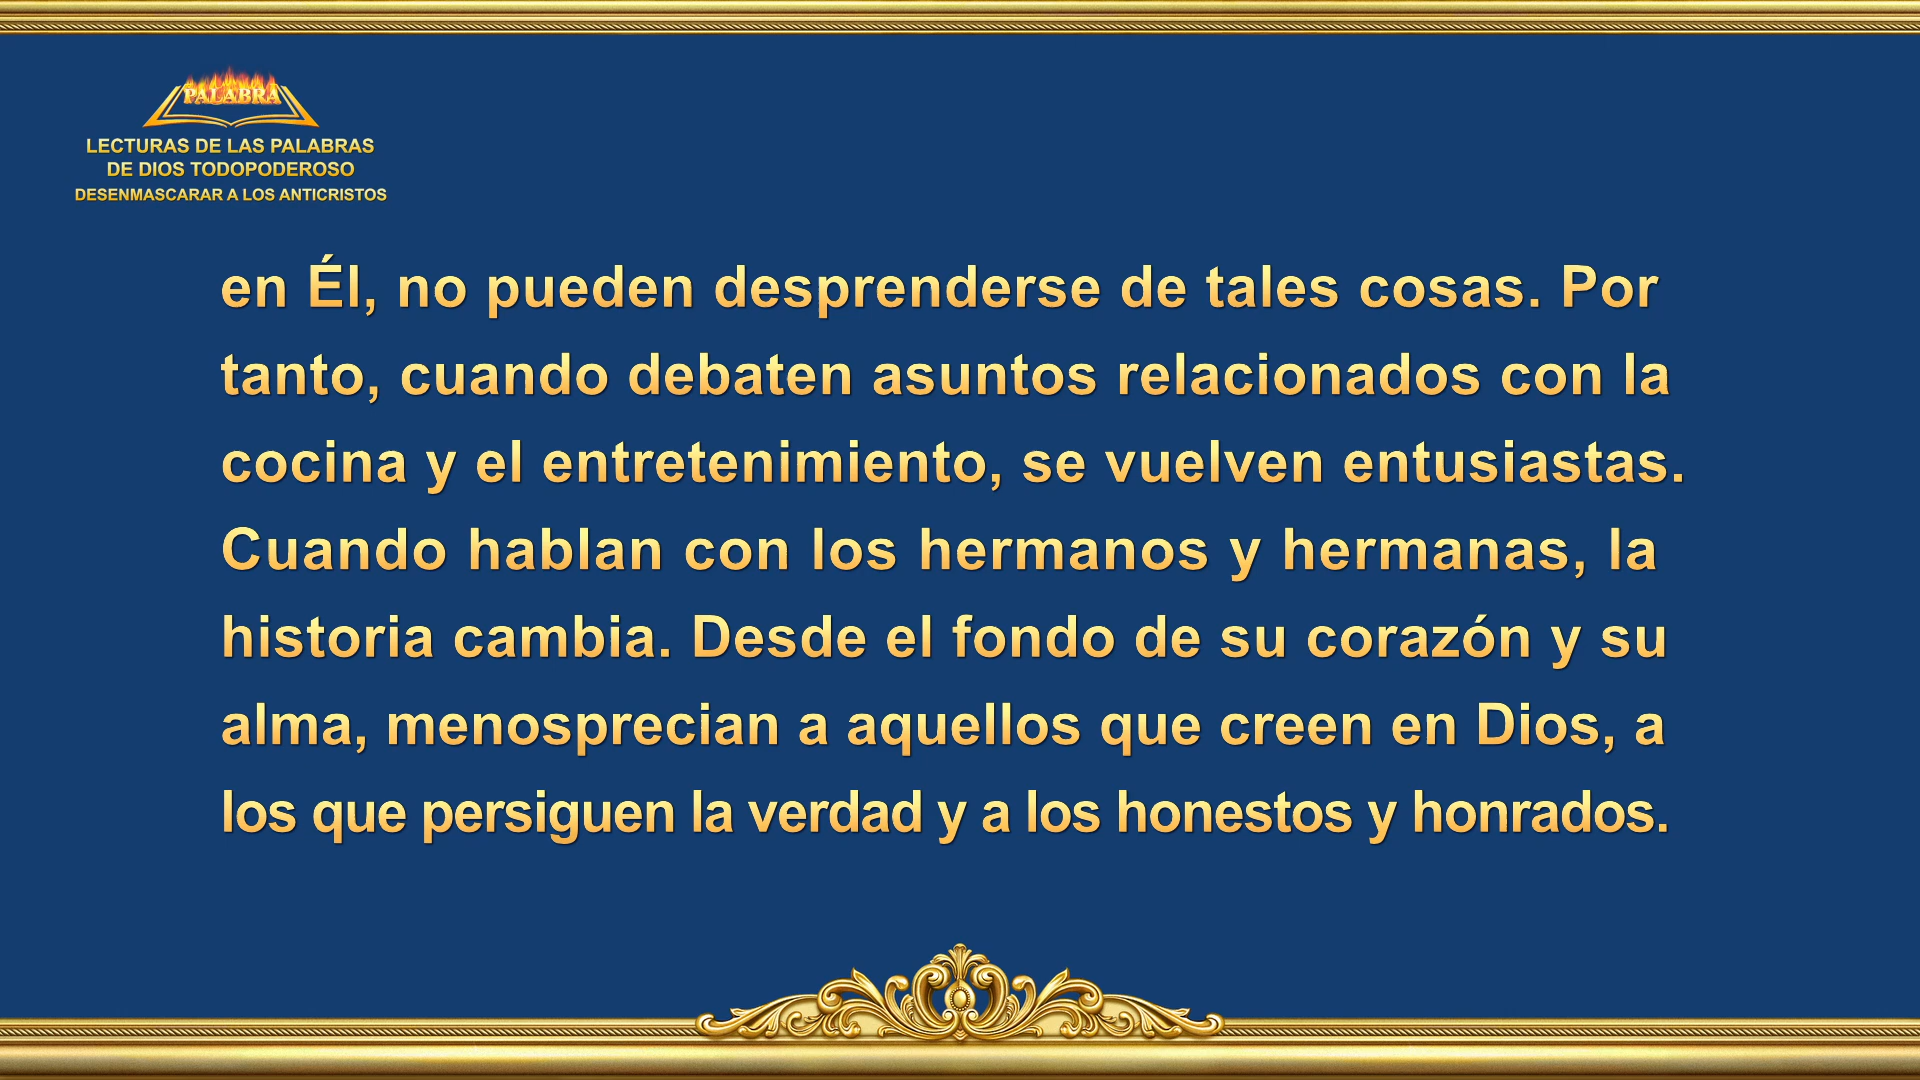 PALABRA
LECTURAS DE LAS PALABRAS
DE DIOS TODOPODEROSO
DESENMASCARAR A LOS ANTICRISTOS
en Él, no pueden desprenderse de tales cosas. Por
tanto, cuando debaten asuntos relacionados con la
cocina y el entretenimiento, se vuelven entusiastas.
Cuando hablan con los hermanos y hermanas, la
historia cambia. Desde el fondo de su corazón y su
alma, menosprecian a aquellos que creen en Dios, a
los que persiguen la verdad y a los honestos y honrados.